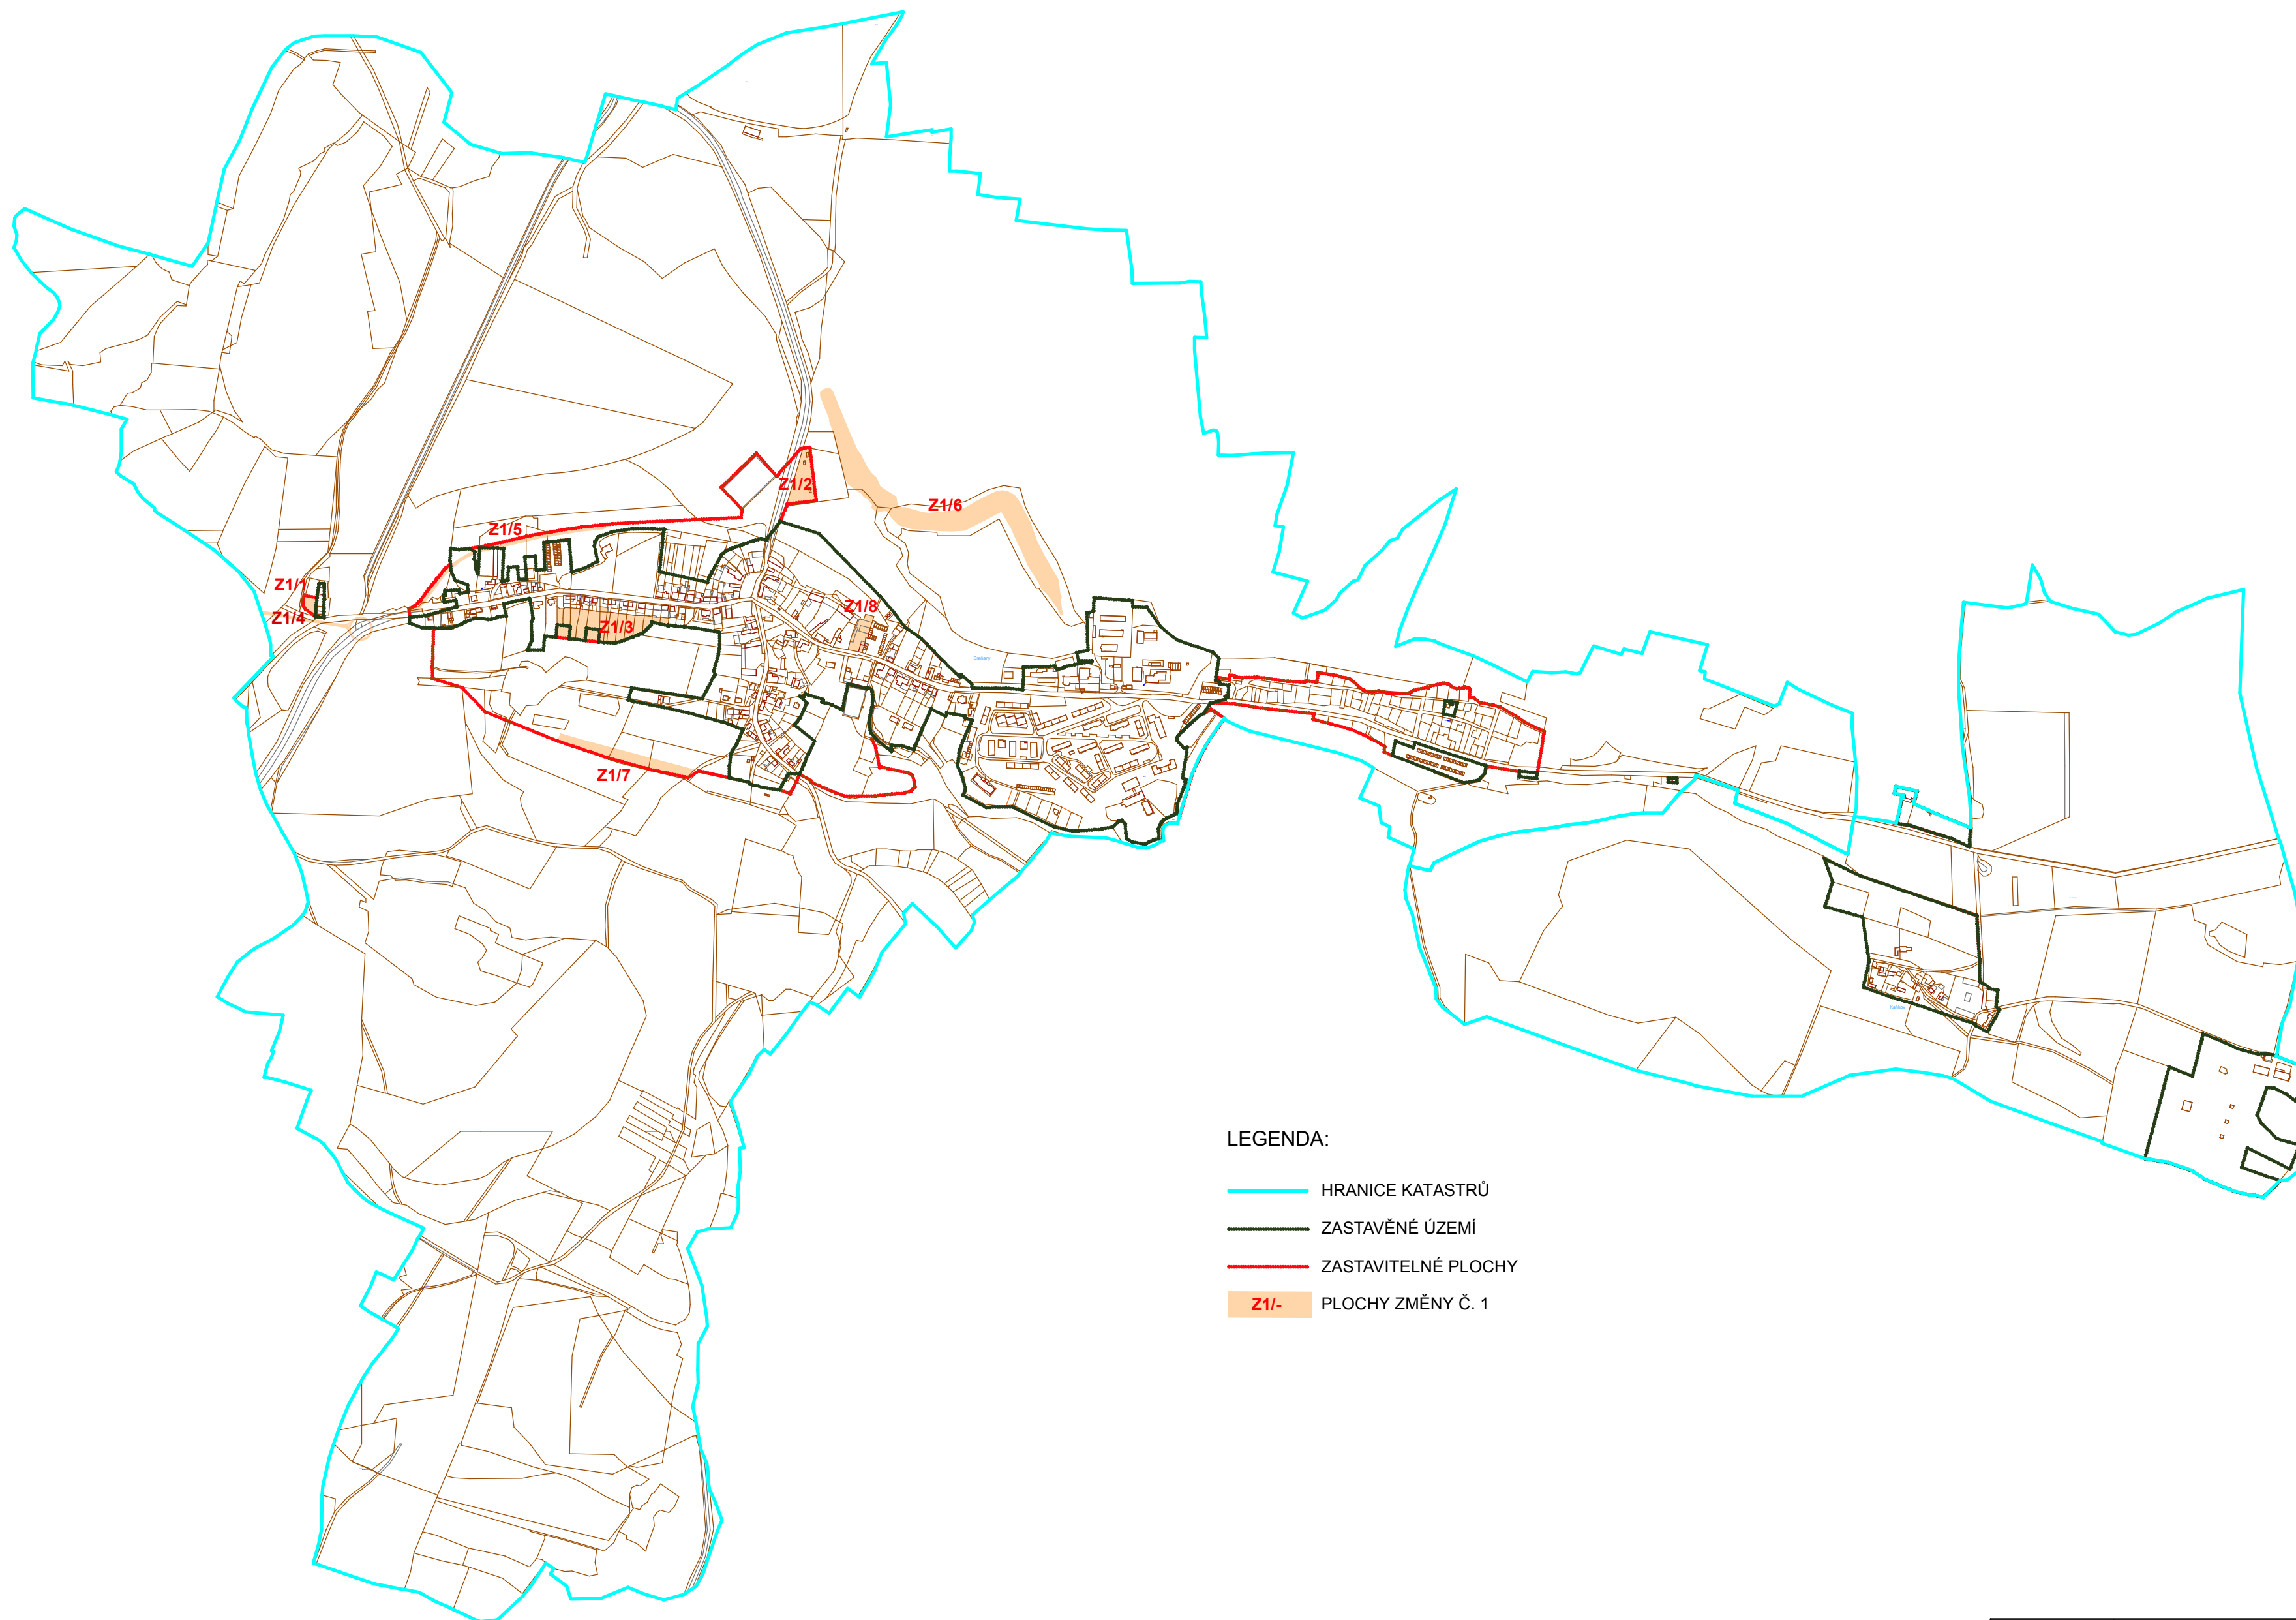 Z1/2
Z1/6
Z1/5
Z1/1
Z1/4
Z1/3
Z1/8
Z1/7
LEGENDA:
HRANICE KATASTRŮ
ZASTAVĚNÉ ÚZEMÍ
ZASTAVITELNÉ PLOCHY
Z1/- PLOCHY ZMĚNY Č. 1